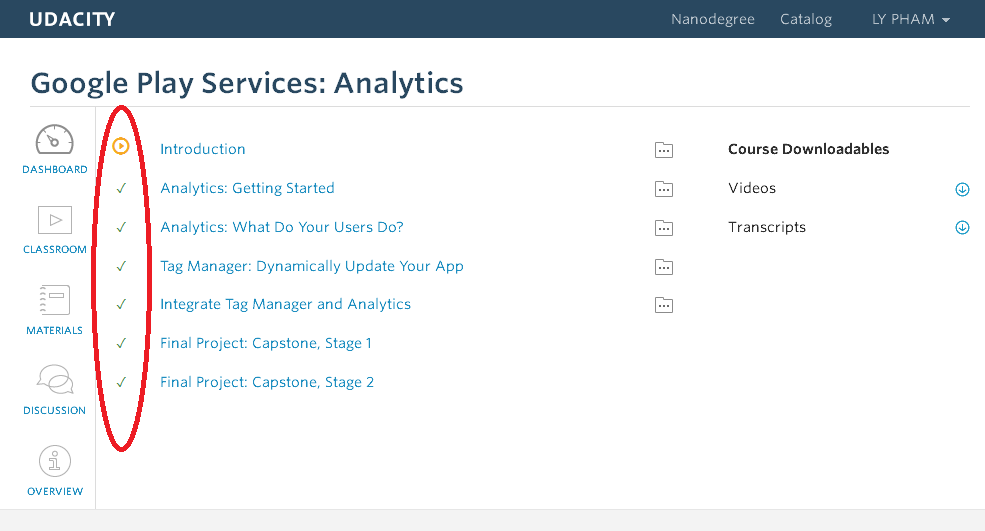 UDACITY
Nanodegree Catalog LY PHAM
Google Play Services: Analytics
DASHBOARD
CLASSROOM
MATERIALS
DISCUSSION
OVERVIEW
Introduction
Analytics: Getting Started
Analytics: What Do Your Users Do?
Tag Manager: Dynamically Update Your App
Integrate Tag Manager and Analytics
Final Project: Capstone, Stage 1
Final Project: Capstone, Stage 2
Course Downloadables
Videos
Transcripts